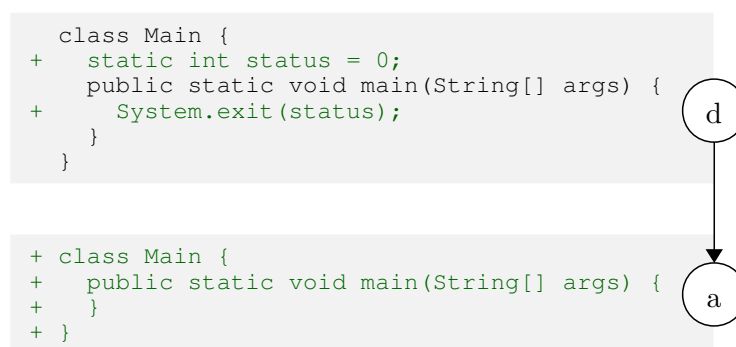 class Main {
+   static int status = 0;
    public static void main(String[] args) {
+     System.exit(status);
    }
  }
d
+ class Main {
+   public static void main(String[] args) {
+   }
+ }
a